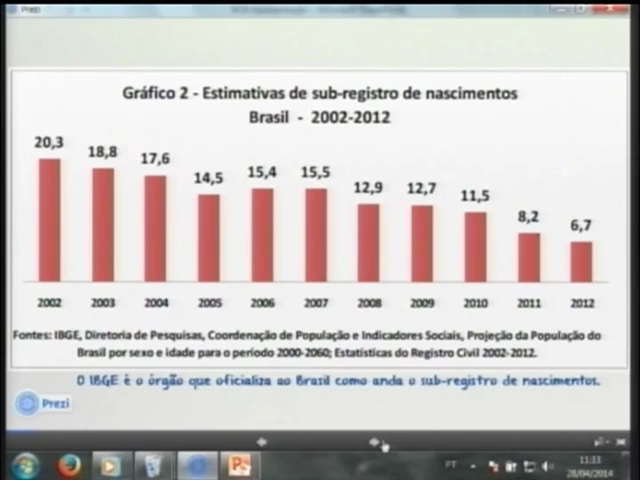 Prezi
Gráfico 2 - Estimativas de sub-registro de nascimentos
Brasil - 2002-2012
20,3 18,8 17,6 14,5 15,4 15,5 12,9 12,7 11,5 8,2 6,7
2002 2003 2004 2005 2006 2007 2008 2009 2010 2011 2012
Fontes: IBGE, Diretoria de Pesquisas, Coordenação de População e Indicadores Sociais, Projeção da População do
Brasil por sexo e idade para o período 2000-2060; Estatísticas do Registro Civil 2002-2012.
O IBGE é o órgão que oficializa ao Brasil como anda o sub-registro de nascimentos.
Prezi
PT
11:33
28/04/2014